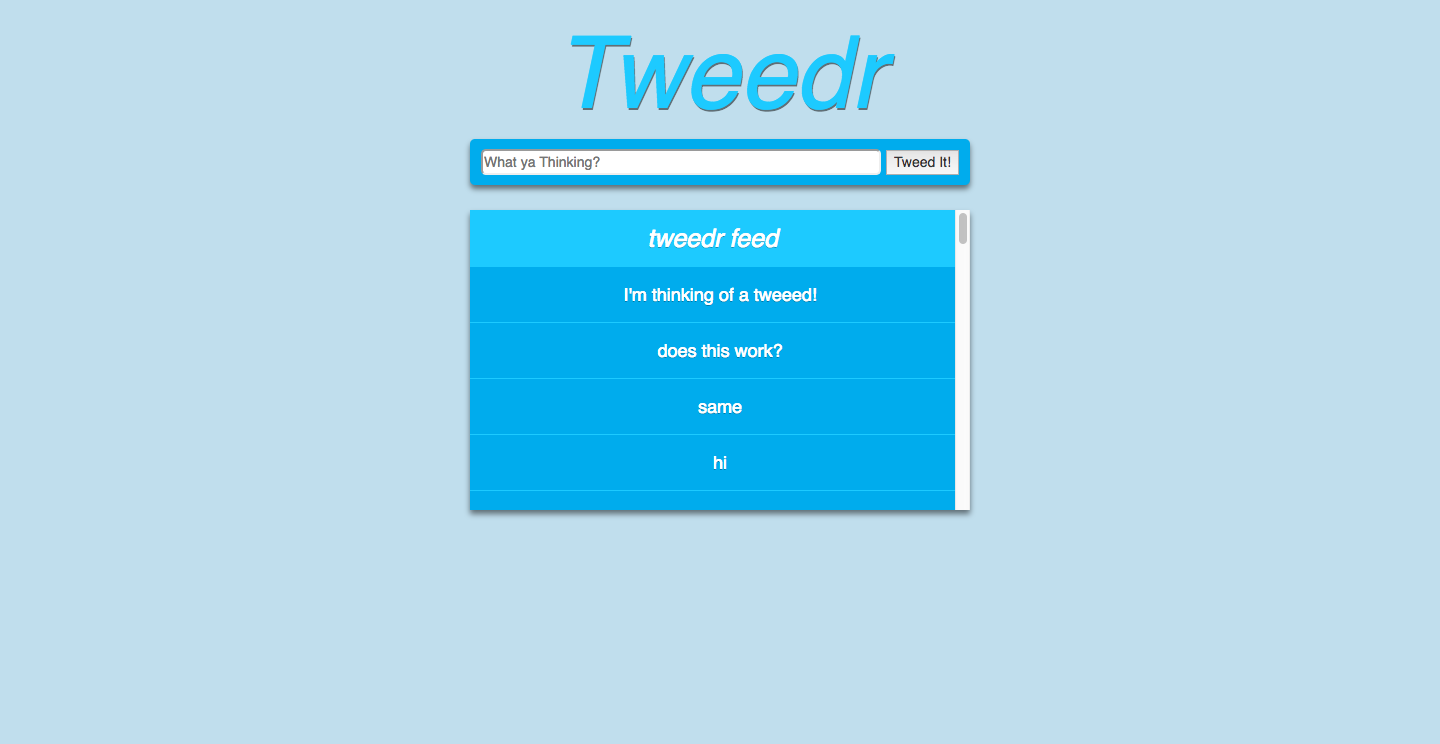 Tweedr
What ya Thinking? Tweed It!
tweedr feed
I'm thinking of a tweeed!
does this work?
same
hi